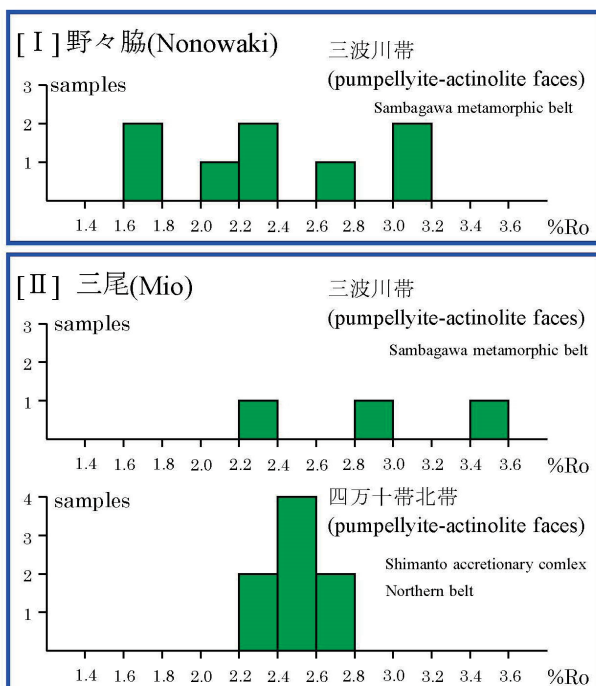 [Ⅰ]野々脇(Nonowaki)
三波川帯
(pumpellyite-actinolite faces)
Sambagawa metamorphic belt
samples
3
2
1
1.4 1.6 1.8 2.0 2.2 2.4 2.6 2.8 3.0 3.2 3.4 3.6 %Ro
[Ⅱ] 三尾(Mio)
三波川帯
(pumpellyite-actinolite faces)
Sambagawa metamorphic belt
samples
3
2
1
1.4 1.6 1.8 2.0 2.2 2.4 2.6 2.8 3.0 3.2 3.4 3.6 %Ro
四万十帯北帯
(pumpellyite-actinolite faces)
Shimanto accretionary comlex
Northern belt
samples
4
3
2
1
1.4 1.6 1.8 2.0 2.2 2.4 2.6 2.8 3.0 3.2 3.4 3.6 %Ro